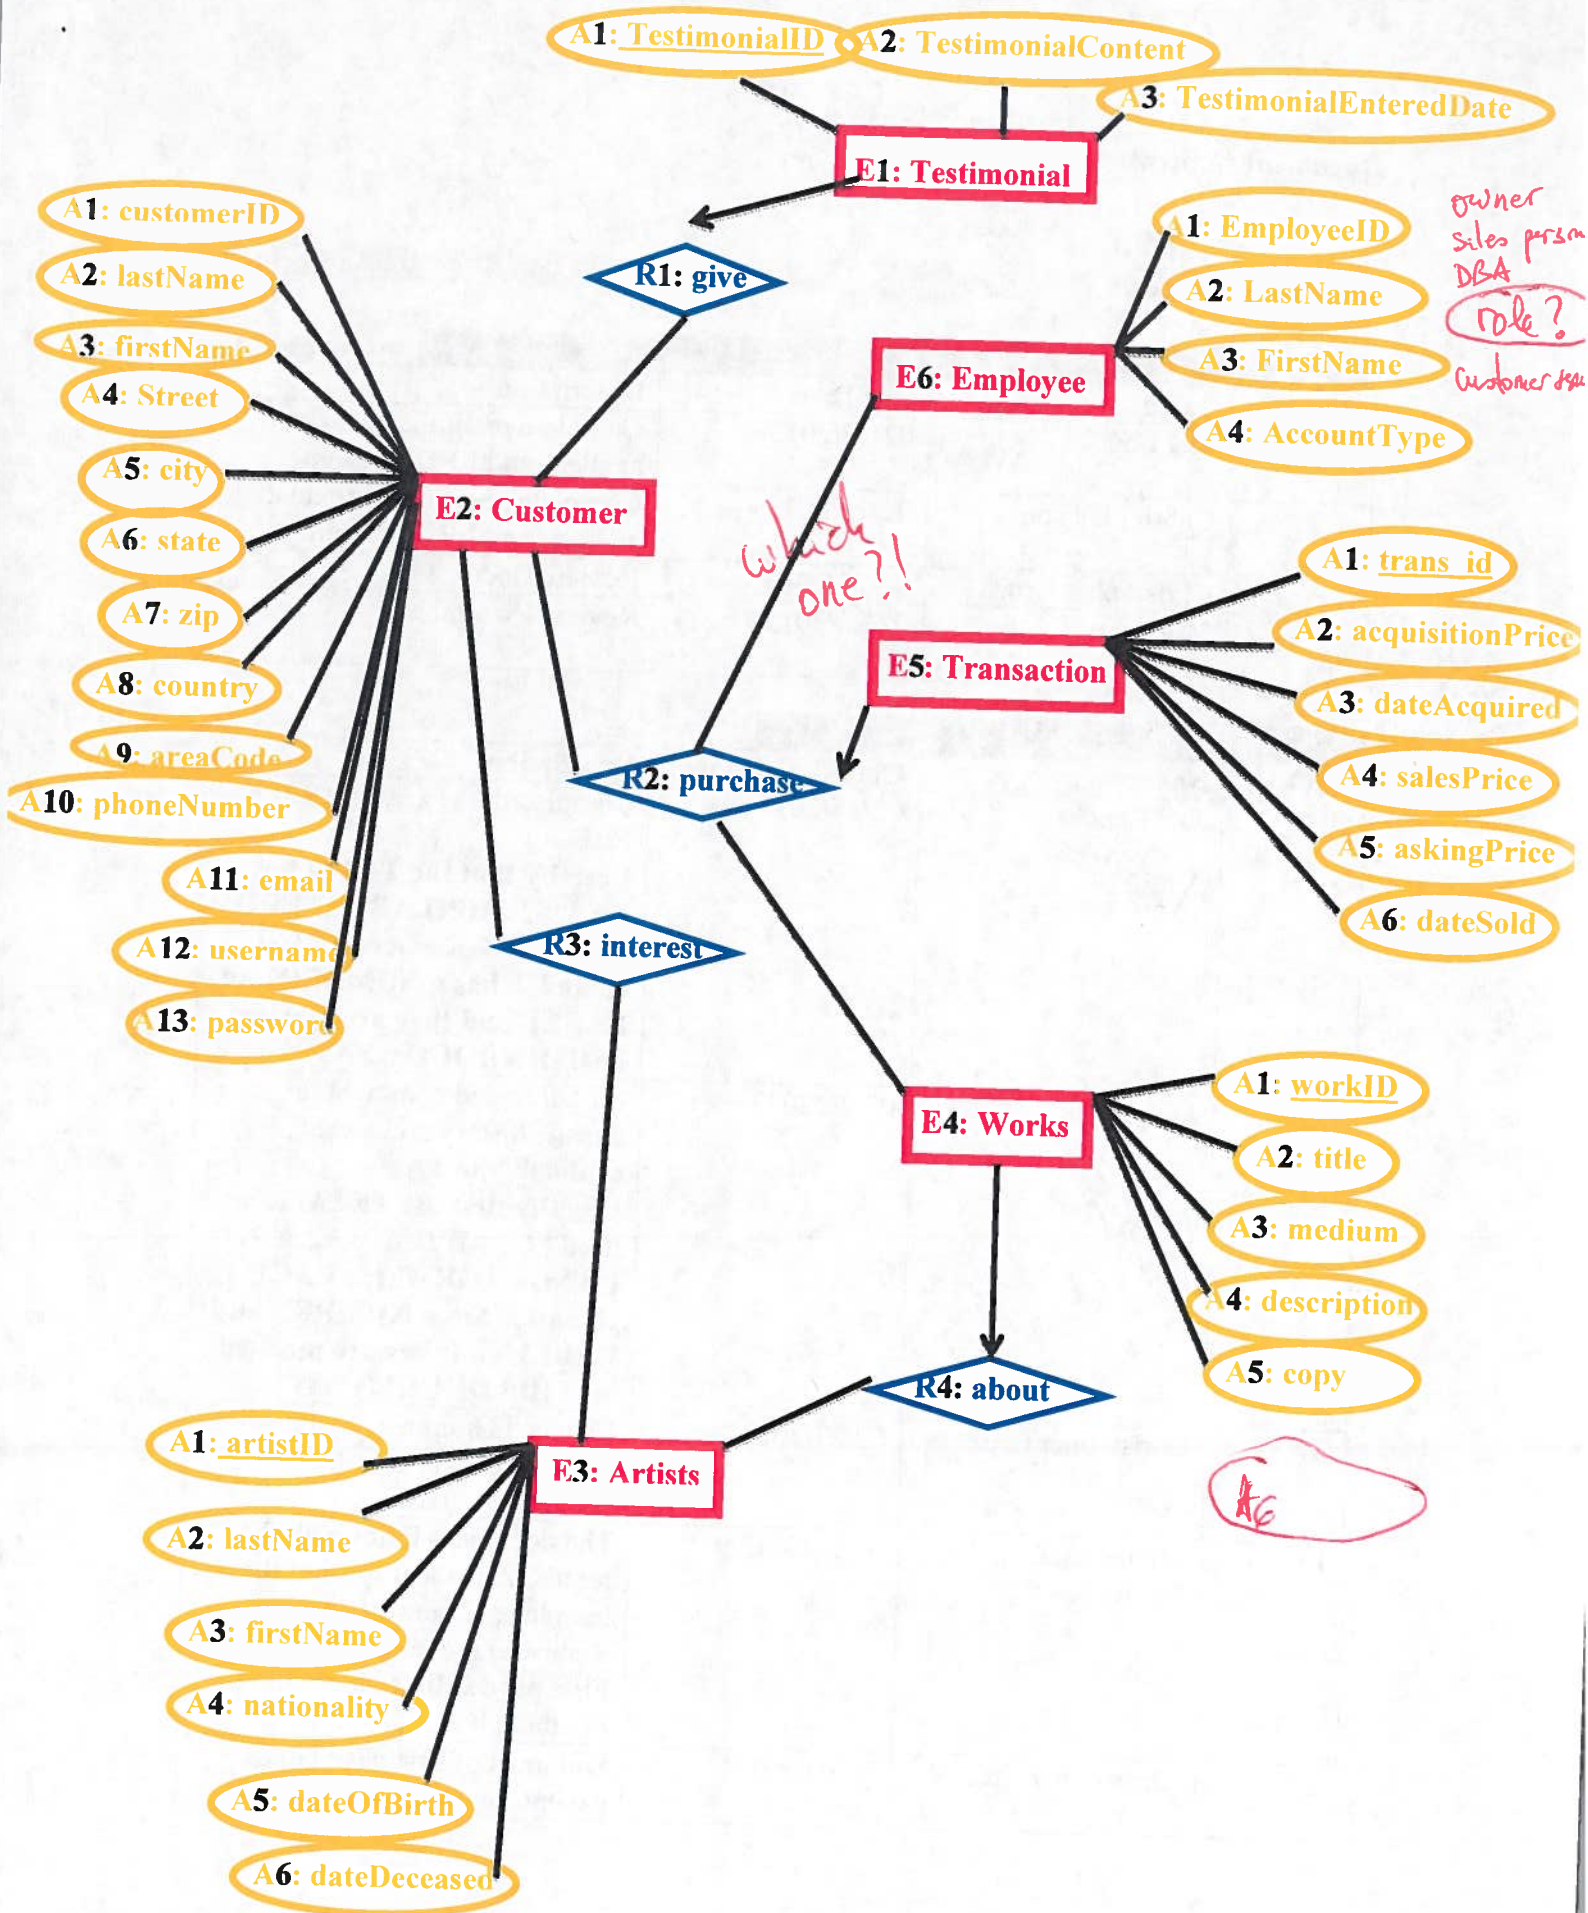 A1: TestimonialID
A2: TestimonialContent
A3: TestimonialEnteredDate
E1: Testimonial
R1: give
A1: customerID
A2: lastName
A3: firstName
A4: Street
A5: city
A6: state
A7: zip
A8: country
A9: areaCode
A10: phoneNumber
A11: email
A12: username
A13: password
E2: Customer
A1: EmployeeID
A2: LastName
A3: FirstName
A4: AccountType
E6: Employee
owner
sales person
DBA
role?
Customer
which
one?!
A1: trans_id
A2: acquisitionPrice
A3: dateAcquired
A4: salesPrice
A5: askingPrice
A6: dateSold
E5: Transaction
R2: purchase
R3: interest
E4: Works
A1: workID
A2: title
A3: medium
A4: description
A5: copy
A6
R4: about
E3: Artists
A1: artistID
A2: lastName
A3: firstName
A4: nationality
A5: dateOfBirth
A6: dateDeceased